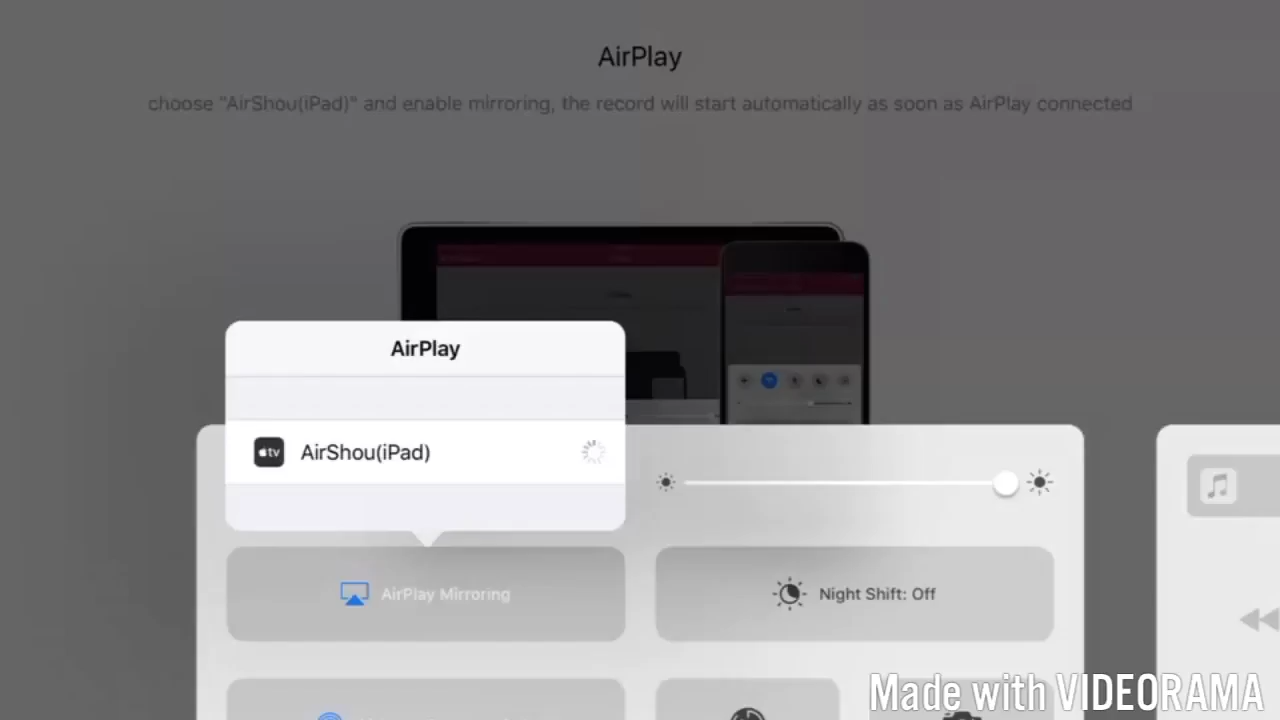 AirPlay
choose "AirShou(iPad)" and enable mirroring, the record will start automatically as soon as AirPlay connected
AirPlay
tv AirShou(iPad)
AirPlay Mirroring
Night Shift: Off
Made with VIDEORAMA